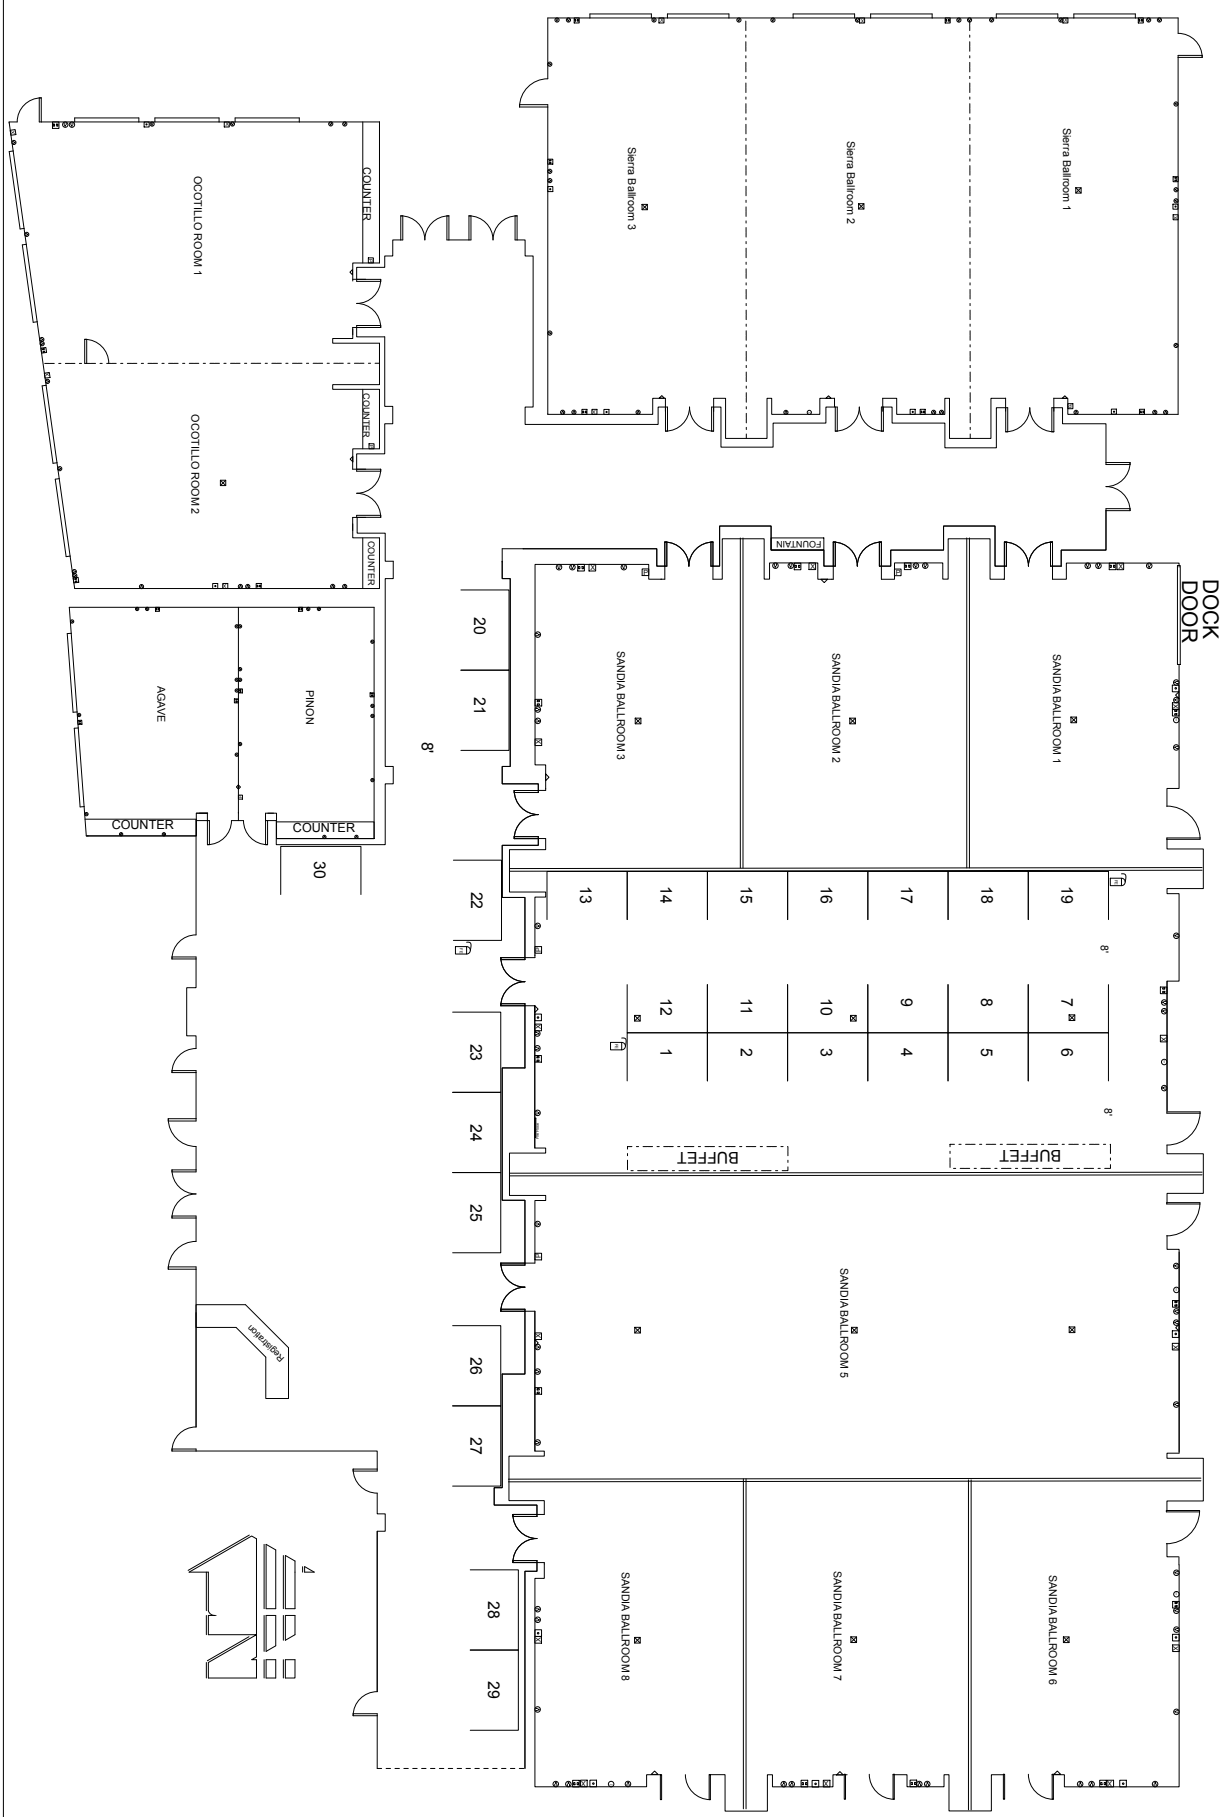 Sierra Ballroom 1
Sierra Ballroom 2
Sierra Ballroom 3
COUNTER
OCOTILLO ROOM 1
COUNTER
OCOTILLO ROOM 2
COUNTER
FOUNTAIN
DOCK
DOOR
SANDIA BALLROOM 1
SANDIA BALLROOM 2
SANDIA BALLROOM 3
20
21
8'
PINON
AGAVE
COUNTER
COUNTER
30
22
13
14
15
16
17
18
19
8'
12
11
10
9
8
7
1
2
3
4
5
6
8'
23
24
25
BUFFET
BUFFET
SANDIA BALLROOM 5
Registration
26
27
SANDIA BALLROOM 6
SANDIA BALLROOM 7
SANDIA BALLROOM 8
28
29